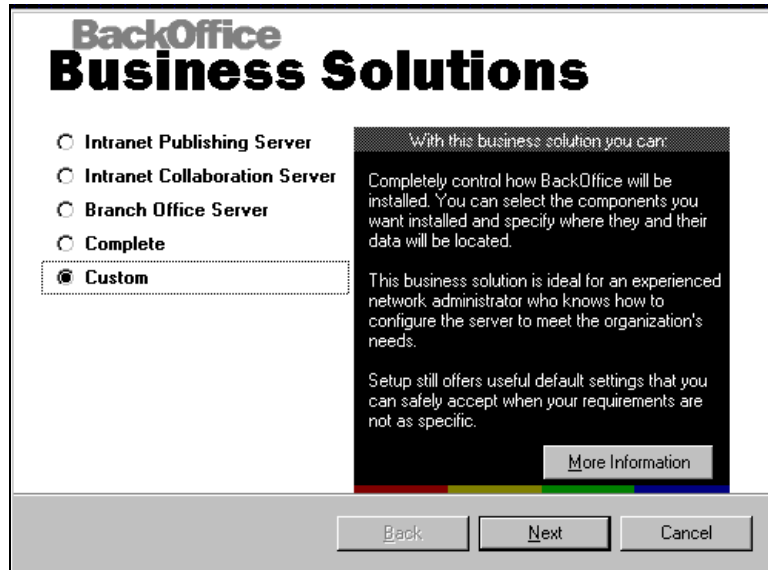 BackOffice
Business Solutions
Intranet Publishing Server
Intranet Collaboration Server
Branch Office Server
Complete
Custom
With this business solution you can:
Completely control how BackOffice will be
installed. You can select the components you
want installed and specify where they and their
data will be located.
This business solution is ideal for an experienced
network administrator who knows how to
configure the server to meet the organization's
needs.
Setup still offers useful default settings that you
can safely accept when your requirements are
not as specific.
More Information
Back
Next
Cancel